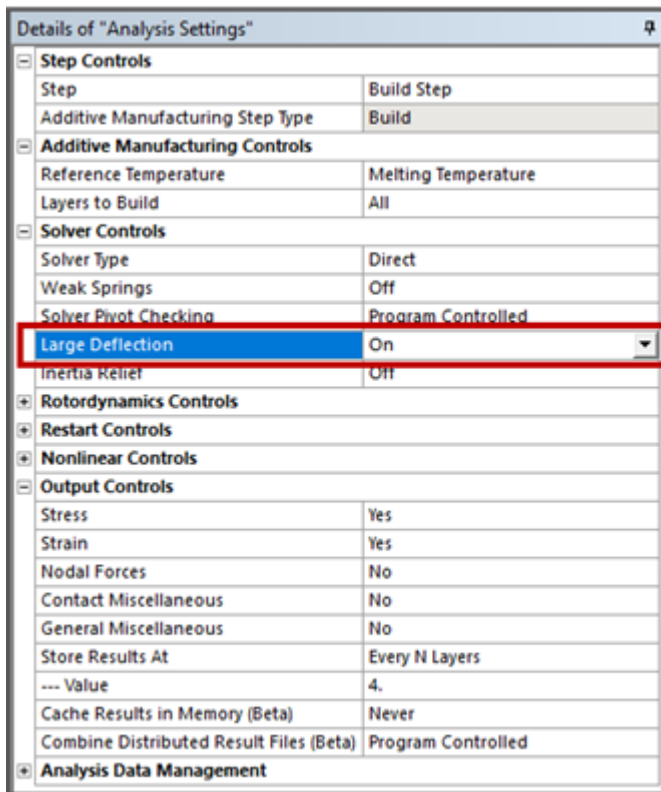 Details of "Analysis Settings"
Step Controls
Step Build Step
Additive Manufacturing Step Type Build
Additive Manufacturing Controls
Reference Temperature Melting Temperature
Layers to Build All
Solver Controls
Solver Type Direct
Weak Springs Off
Solver Pivot Checking Program Controlled
Large Deflection On
Inertia Relief Off
Rotordynamics Controls
Restart Controls
Nonlinear Controls
Output Controls
Stress Yes
Strain Yes
Nodal Forces No
Contact Miscellaneous No
General Miscellaneous No
Store Results At Every N Layers
--- Value 4.
Cache Results in Memory (Beta) Never
Combine Distributed Result Files (Beta) Program Controlled
Analysis Data Management